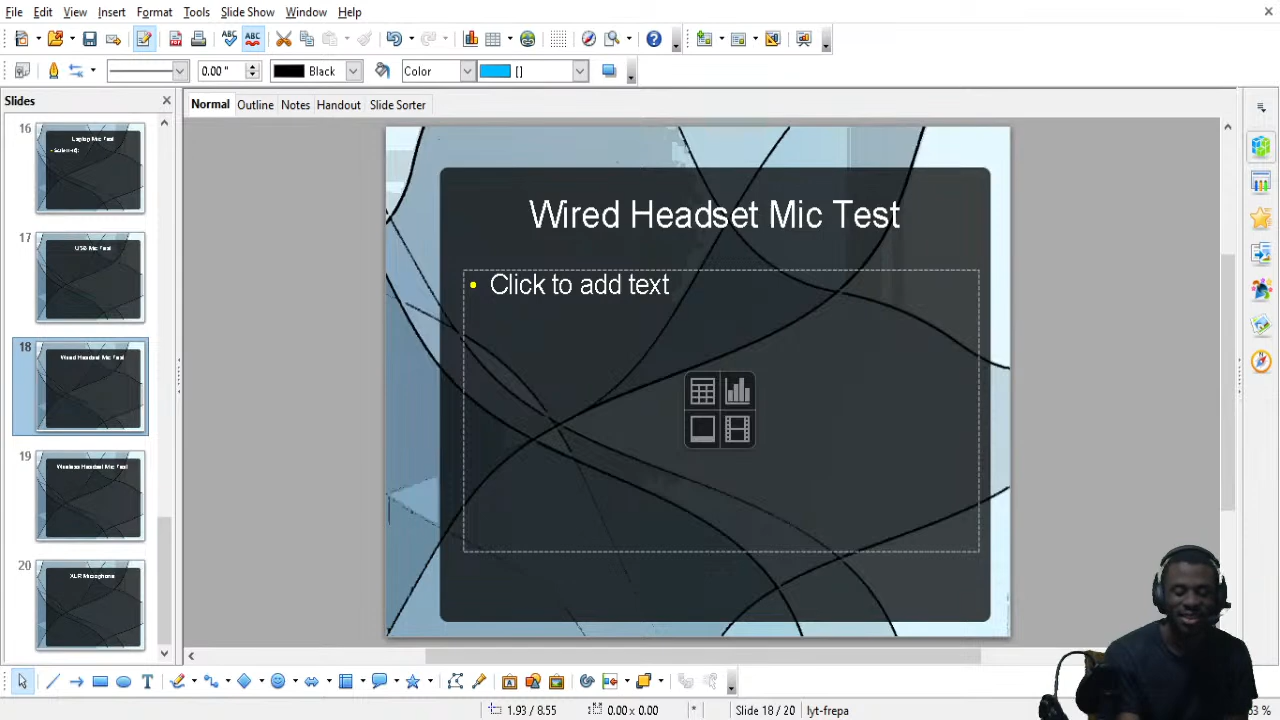 File Edit View Insert Format Tools Slide Show Window Help
0.00 " Black Color []
Slides
Normal Outline Notes Handout Slide Sorter
16
Laptop Mic Test
17
USB Mic Test
18
Wired Headset Mic Test
19
Wireless Headset Mic Test
20
XLR Microphone
Wired Headset Mic Test
• Click to add text
1.93 / 8.55 0.00 x 0.00 * Slide 18 / 20 lyt-frepa